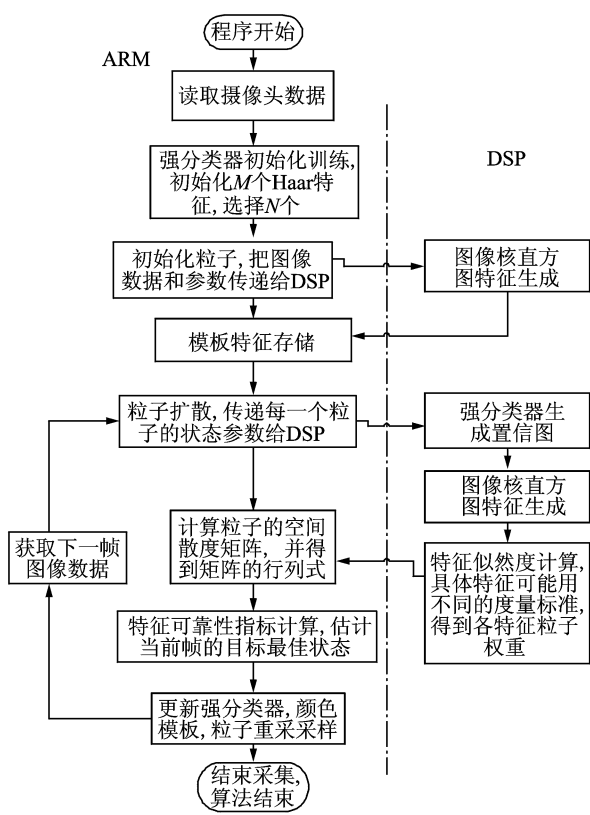 程序开始
ARM
读取摄像头数据
DSP
强分类器初始化训练,
初始化M个Haar特
征, 选择N个
初始化粒子, 把图像
数据和参数传递给DSP
图像核直方
图特征生成
模板特征存储
粒子扩散, 传递每一个粒
子的状态参数给DSP
强分类器生
成置信图
图像核直方
图特征生成
获取下一帧
图像数据
计算粒子的空间
散度矩阵, 并得
到矩阵的行列式
特征似然度计算,
具体特征可能用
不同的度量标准,
得到各特征粒子
权重
特征可靠性指标计算, 估计
当前帧的目标最佳状态
更新强分类器, 颜色
模板, 粒子重采采样
结束采集,
算法结束